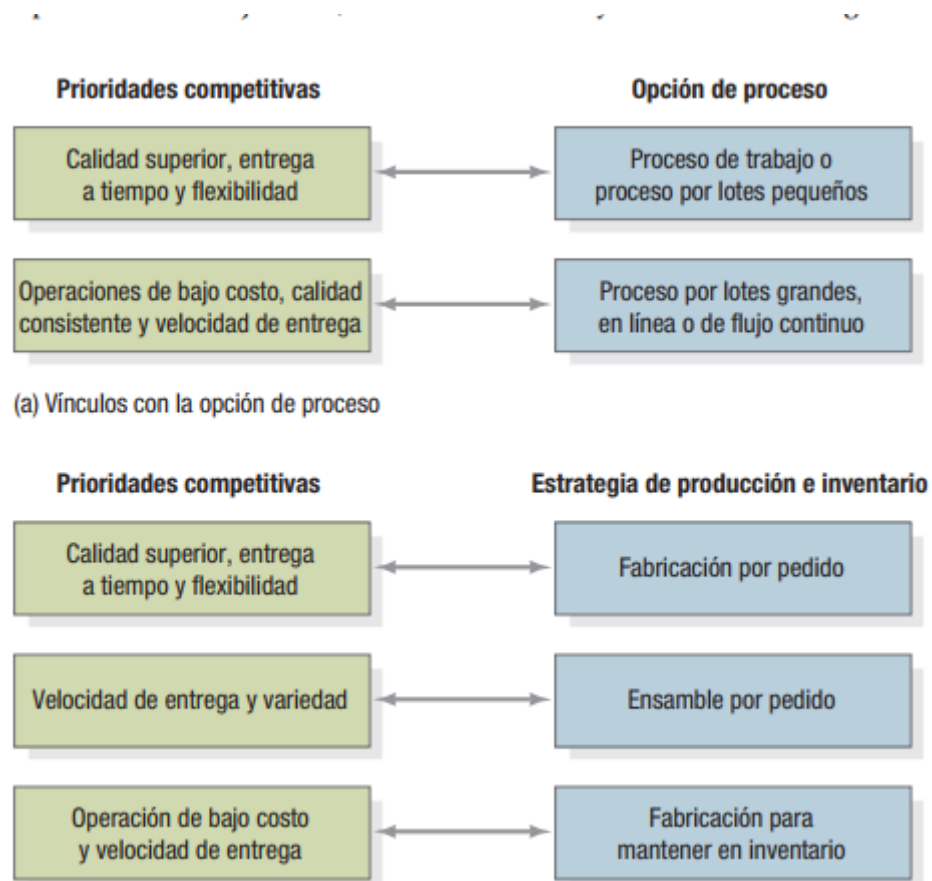 Prioridades competitivas
Opción de proceso
Calidad superior, entrega
a tiempo y flexibilidad
Proceso de trabajo o
proceso por lotes pequeños
Operaciones de bajo costo, calidad
consistente y velocidad de entrega
Proceso por lotes grandes,
en línea o de flujo continuo
(a) Vínculos con la opción de proceso
Prioridades competitivas
Estrategia de producción e inventario
Calidad superior, entrega
a tiempo y flexibilidad
Fabricación por pedido
Velocidad de entrega y variedad
Ensamble por pedido
Operación de bajo costo
y velocidad de entrega
Fabricación para
mantener en inventario